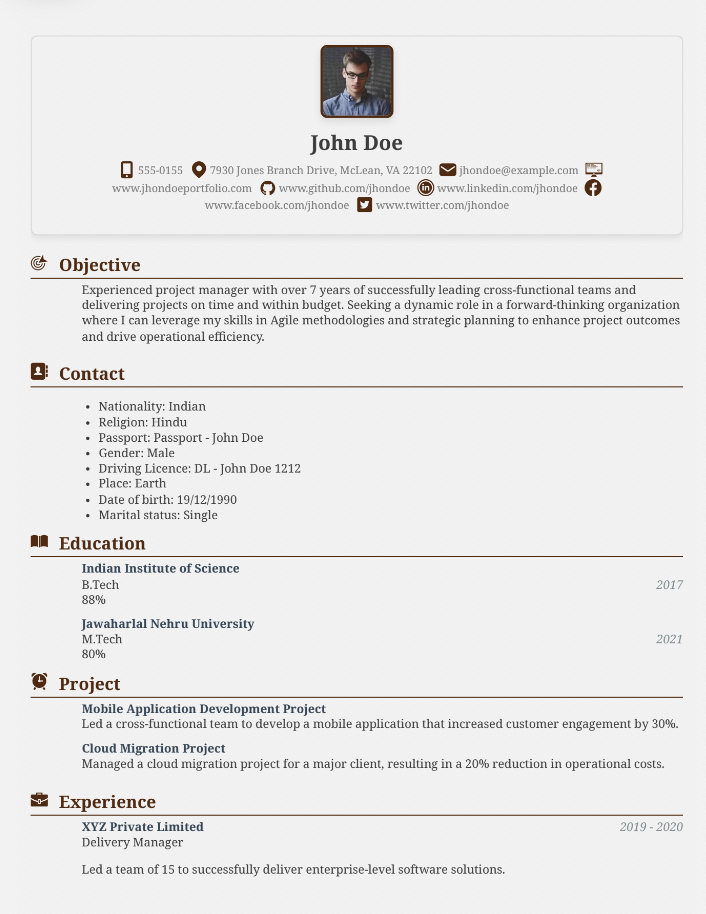 John Doe
555-0155 7930 Jones Branch Drive, McLean, VA 22102 jhondoe@example.com
www.jhondoeportfolio.com www.github.com/jhondoe www.linkedin.com/jhondoe
www.facebook.com/jhondoe www.twitter.com/jhondoe
Objective
Experienced project manager with over 7 years of successfully leading cross-functional teams and
delivering projects on time and within budget. Seeking a dynamic role in a forward-thinking organization
where I can leverage my skills in Agile methodologies and strategic planning to enhance project outcomes
and drive operational efficiency.
Contact
• Nationality: Indian
• Religion: Hindu
• Passport: Passport - John Doe
• Gender: Male
• Driving Licence: DL - John Doe 1212
• Place: Earth
• Date of birth: 19/12/1990
• Marital status: Single
Education
Indian Institute of Science
B.Tech 2017
88%
Jawaharlal Nehru University
M.Tech 2021
80%
Project
Mobile Application Development Project
Led a cross-functional team to develop a mobile application that increased customer engagement by 30%.
Cloud Migration Project
Managed a cloud migration project for a major client, resulting in a 20% reduction in operational costs.
Experience
XYZ Private Limited 2019 - 2020
Delivery Manager
Led a team of 15 to successfully deliver enterprise-level software solutions.